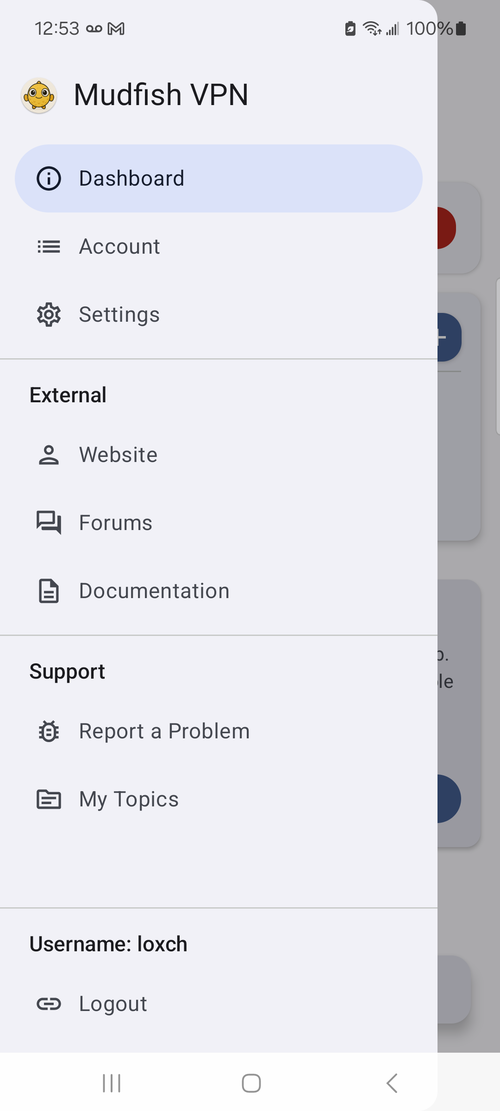 12:53
100%
Mudfish VPN
Dashboard
Account
Settings
External
Website
Forums
Documentation
Support
Report a Problem
My Topics
Username: loxch
Logout